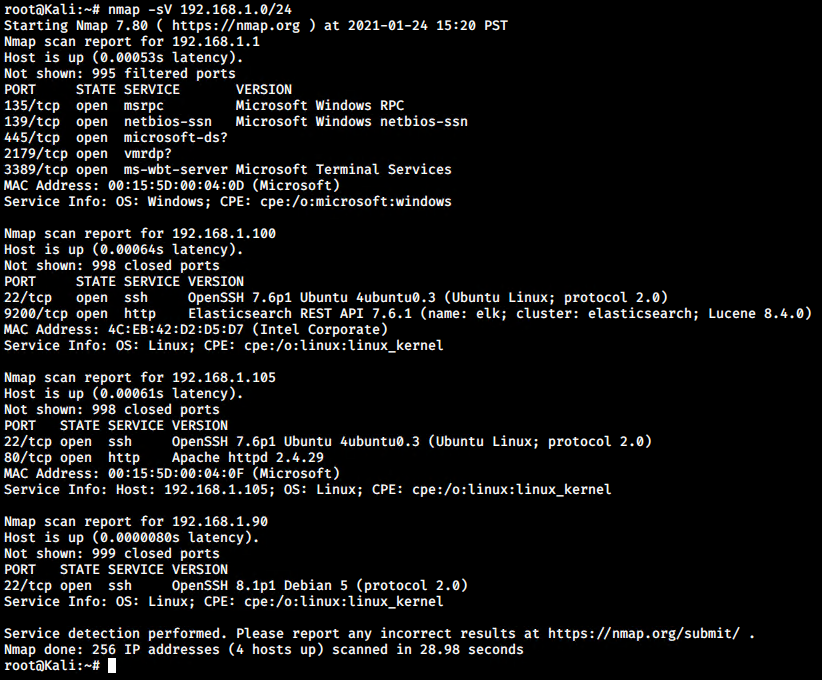 root@Kali:~# nmap -sV 192.168.1.0/24
Starting Nmap 7.80 ( https://nmap.org ) at 2021-01-24 15:20 PST
Nmap scan report for 192.168.1.1
Host is up (0.00053s latency).
Not shown: 995 filtered ports
PORT     STATE SERVICE       VERSION
135/tcp  open  msrpc         Microsoft Windows RPC
139/tcp  open  netbios-ssn   Microsoft Windows netbios-ssn
445/tcp  open  microsoft-ds?
2179/tcp open  vmrdp?
3389/tcp open  ms-wbt-server Microsoft Terminal Services
MAC Address: 00:15:5D:00:04:0D (Microsoft)
Service Info: OS: Windows; CPE: cpe:/o:microsoft:windows

Nmap scan report for 192.168.1.100
Host is up (0.00064s latency).
Not shown: 998 closed ports
PORT     STATE SERVICE VERSION
22/tcp   open  ssh     OpenSSH 7.6p1 Ubuntu 4ubuntu0.3 (Ubuntu Linux; protocol 2.0)
9200/tcp open  http    Elasticsearch REST API 7.6.1 (name: elk; cluster: elasticsearch; Lucene 8.4.0)
MAC Address: 4C:EB:42:D2:D5:D7 (Intel Corporate)
Service Info: OS: Linux; CPE: cpe:/o:linux:linux_kernel

Nmap scan report for 192.168.1.105
Host is up (0.00061s latency).
Not shown: 998 closed ports
PORT   STATE SERVICE VERSION
22/tcp open  ssh     OpenSSH 7.6p1 Ubuntu 4ubuntu0.3 (Ubuntu Linux; protocol 2.0)
80/tcp open  http    Apache httpd 2.4.29
MAC Address: 00:15:5D:00:04:0F (Microsoft)
Service Info: Host: 192.168.1.105; OS: Linux; CPE: cpe:/o:linux:linux_kernel

Nmap scan report for 192.168.1.90
Host is up (0.0000080s latency).
Not shown: 999 closed ports
PORT   STATE SERVICE VERSION
22/tcp open  ssh     OpenSSH 8.1p1 Debian 5 (protocol 2.0)
Service Info: OS: Linux; CPE: cpe:/o:linux:linux_kernel

Service detection performed. Please report any incorrect results at https://nmap.org/submit/ .
Nmap done: 256 IP addresses (4 hosts up) scanned in 28.98 seconds
root@Kali:~#